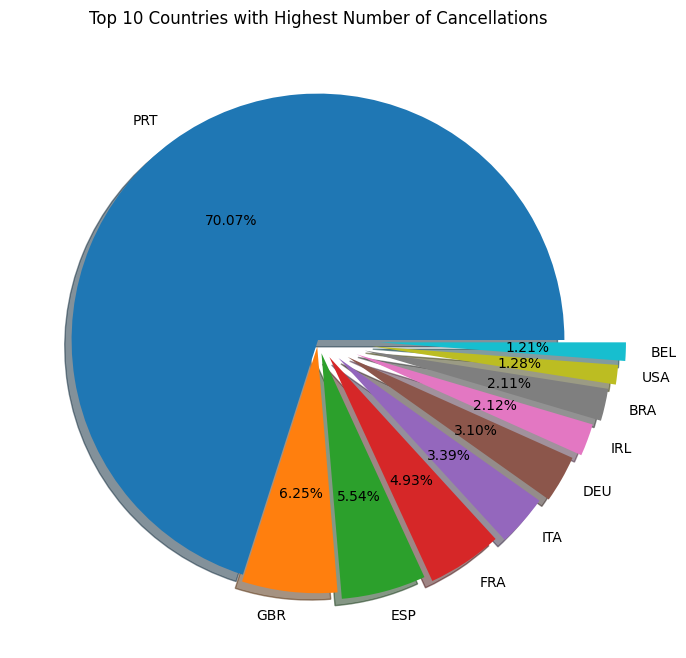 Top 10 Countries with Highest Number of Cancellations
PRT
70.07%
GBR
6.25%
ESP
5.54%
FRA
4.93%
ITA
3.39%
DEU
3.10%
IRL
2.12%
BRA
2.11%
USA
1.28%
BEL
1.21%